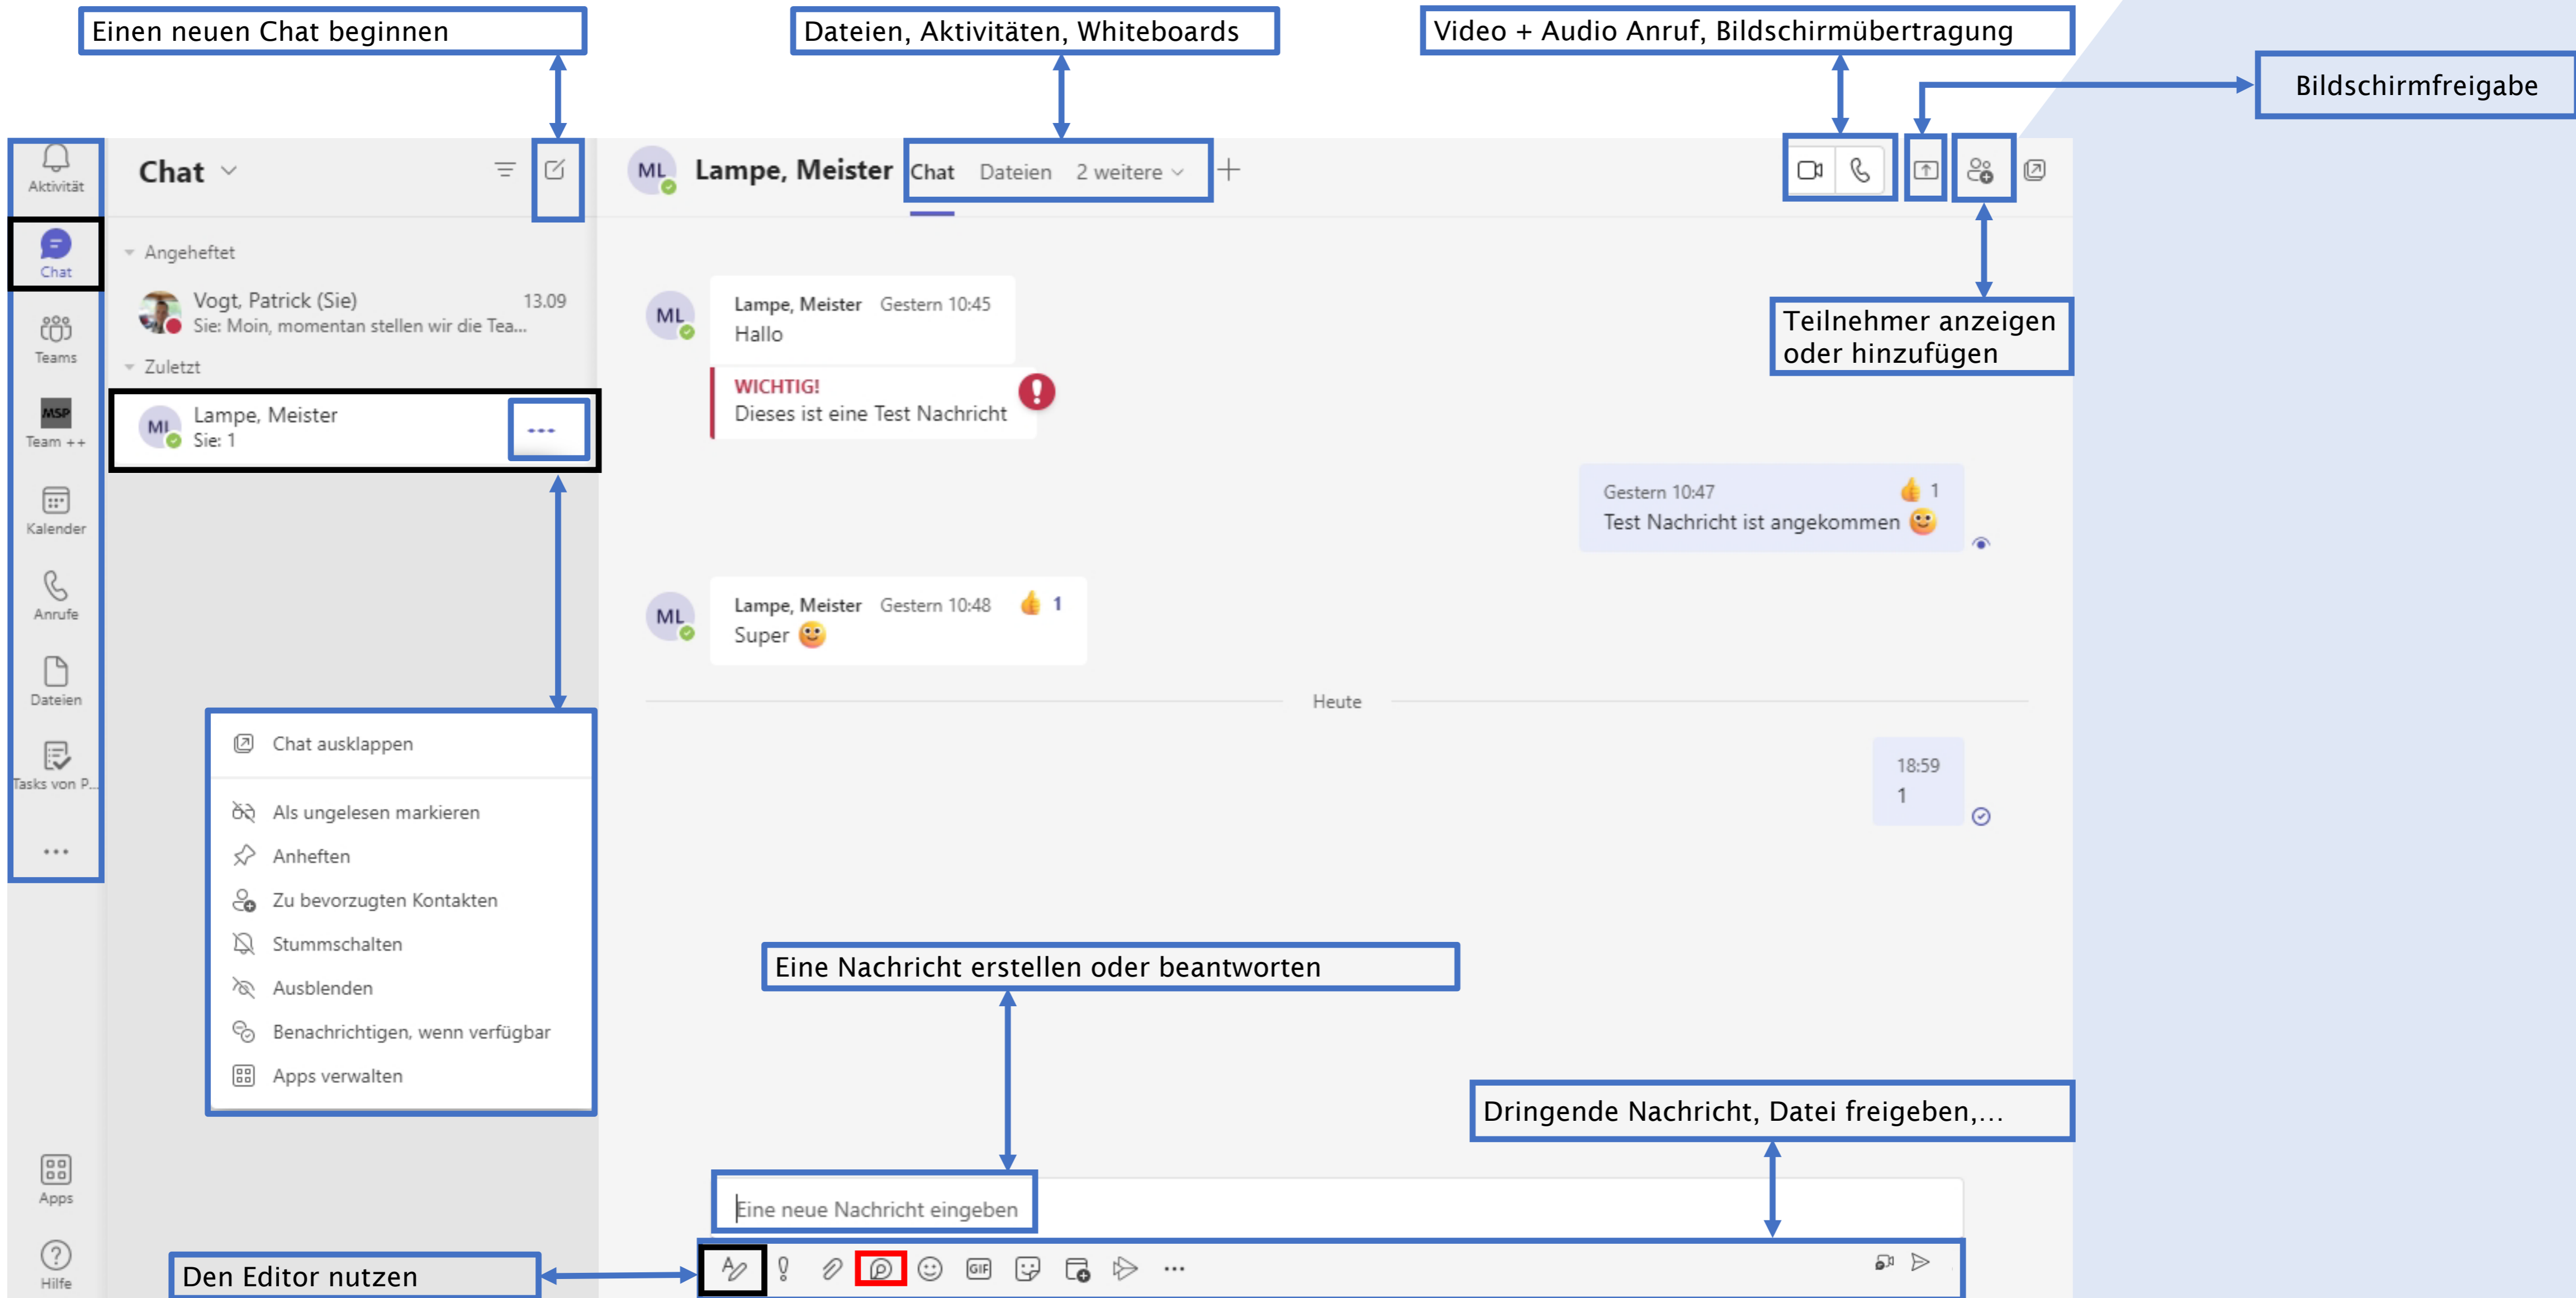 Einen neuen Chat beginnen
Dateien, Aktivitäten, Whiteboards
Video + Audio Anruf, Bildschirmübertragung
Bildschirmfreigabe
Aktivität
Chat
Teams
MSP
Team ++
Kalender
Anrufe
Dateien
Tasks von P...
Apps
Hilfe
Chat
Angeheftet
Vogt, Patrick (Sie) 13.09
Sie: Moin, momentan stellen wir die Tea...
Zuletzt
ML Lampe, Meister
Sie: 1
Chat ausklappen
Als ungelesen markieren
Anheften
Zu bevorzugten Kontakten
Stummschalten
Ausblenden
Benachrichtigen, wenn verfügbar
Apps verwalten
Den Editor nutzen
ML Lampe, Meister Chat Dateien 2 weitere
Teilnehmer anzeigen
oder hinzufügen
ML Lampe, Meister Gestern 10:45
Hallo
WICHTIG!
Dieses ist eine Test Nachricht
Gestern 10:47 👍 1
Test Nachricht ist angekommen 🙂
ML Lampe, Meister Gestern 10:48 👍 1
Super 🙂
Heute
18:59
1
Eine Nachricht erstellen oder beantworten
Dringende Nachricht, Datei freigeben,...
Eine neue Nachricht eingeben
GIF